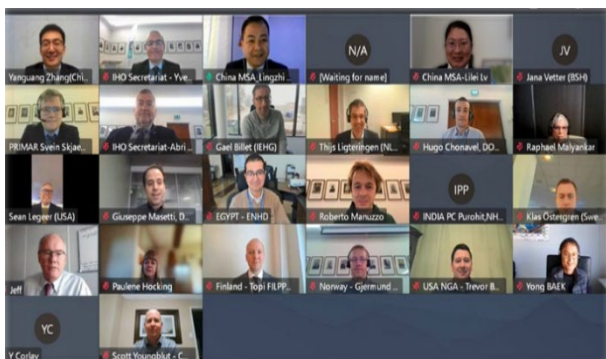 Yanguang Zhang(Chi...
IHO Secretariat - Yve...
China MSA_Lingzhi ...
N/A
[Waiting for name]
China MSA-Lilei Lv
JV
Jana Vetter (BSH)
PRIMAR Svein Skjae...
IHO Secretariat-Abri ...
Gael Billet (IEHG)
Thijs Ligteringen (NL...
Hugo Chonavel, DO...
Raphael Malyankar
Sean Legeer (USA)
Giuseppe Masetti, D...
EGYPT - ENHD
Roberto Manuzzo
IPP
INDIA PC Purohit,NH...
Klas Östergren (Swe...
Jeff
Paulene Hocking
Finland - Topi FILPP...
Norway - Gjermund ...
USA NGA - Trevor B...
Yong BAEK
YC
Y Corlay
Scott Youngblut - C...